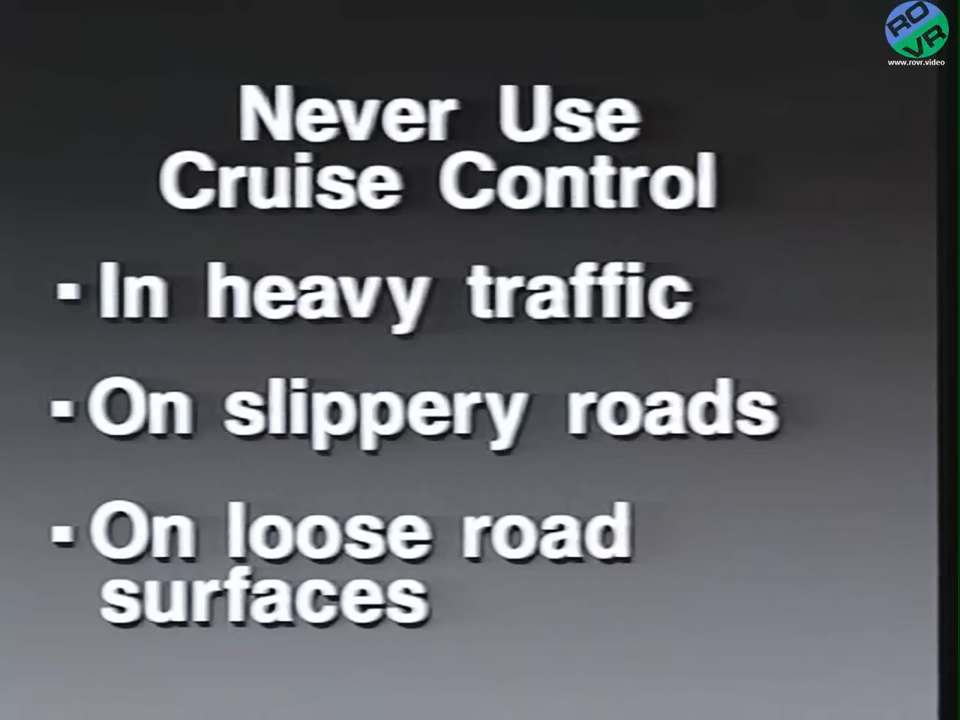 RO
VR
www.rovr.video
Never Use
Cruise Control
▪ In heavy traffic
▪ On slippery roads
▪ On loose road
surfaces